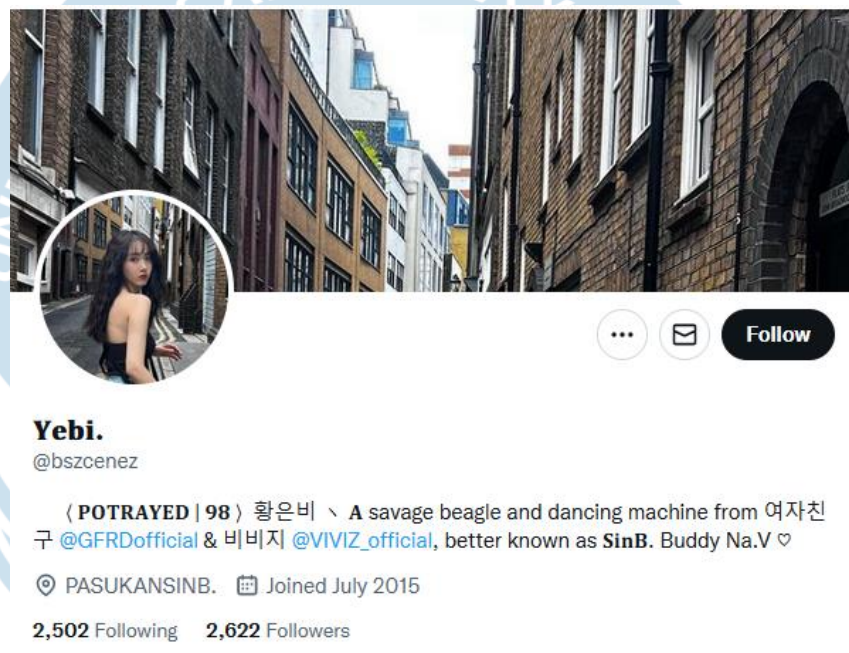 Follow
Yebi.
@bszcenez
⟨ POTRAYED | 98 ⟩ 황은비 ヽ A savage beagle and dancing machine from 여자친
구 @GFRDofficial & 비비지 @VIVIZ_official, better known as SinB. Buddy Na.V ♡
PASUKANSINB. Joined July 2015
2,502 Following 2,622 Followers